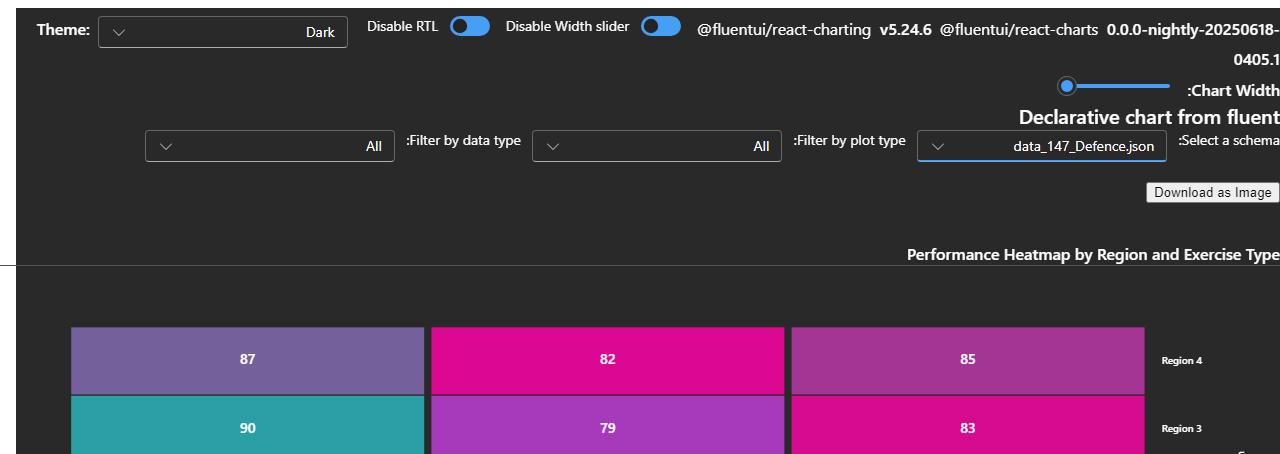 Theme: Dark Disable RTL Disable Width slider @fluentui/react-charting v5.24.6 @fluentui/react-charts 0.0.0-nightly-20250618-
0405.1
:Chart Width
Declarative chart from fluent
All :Filter by data type All :Filter by plot type data_147_Defence.json :Select a schema
Download as Image
Performance Heatmap by Region and Exercise Type
87 82 85 Region 4
90 79 83 Region 3